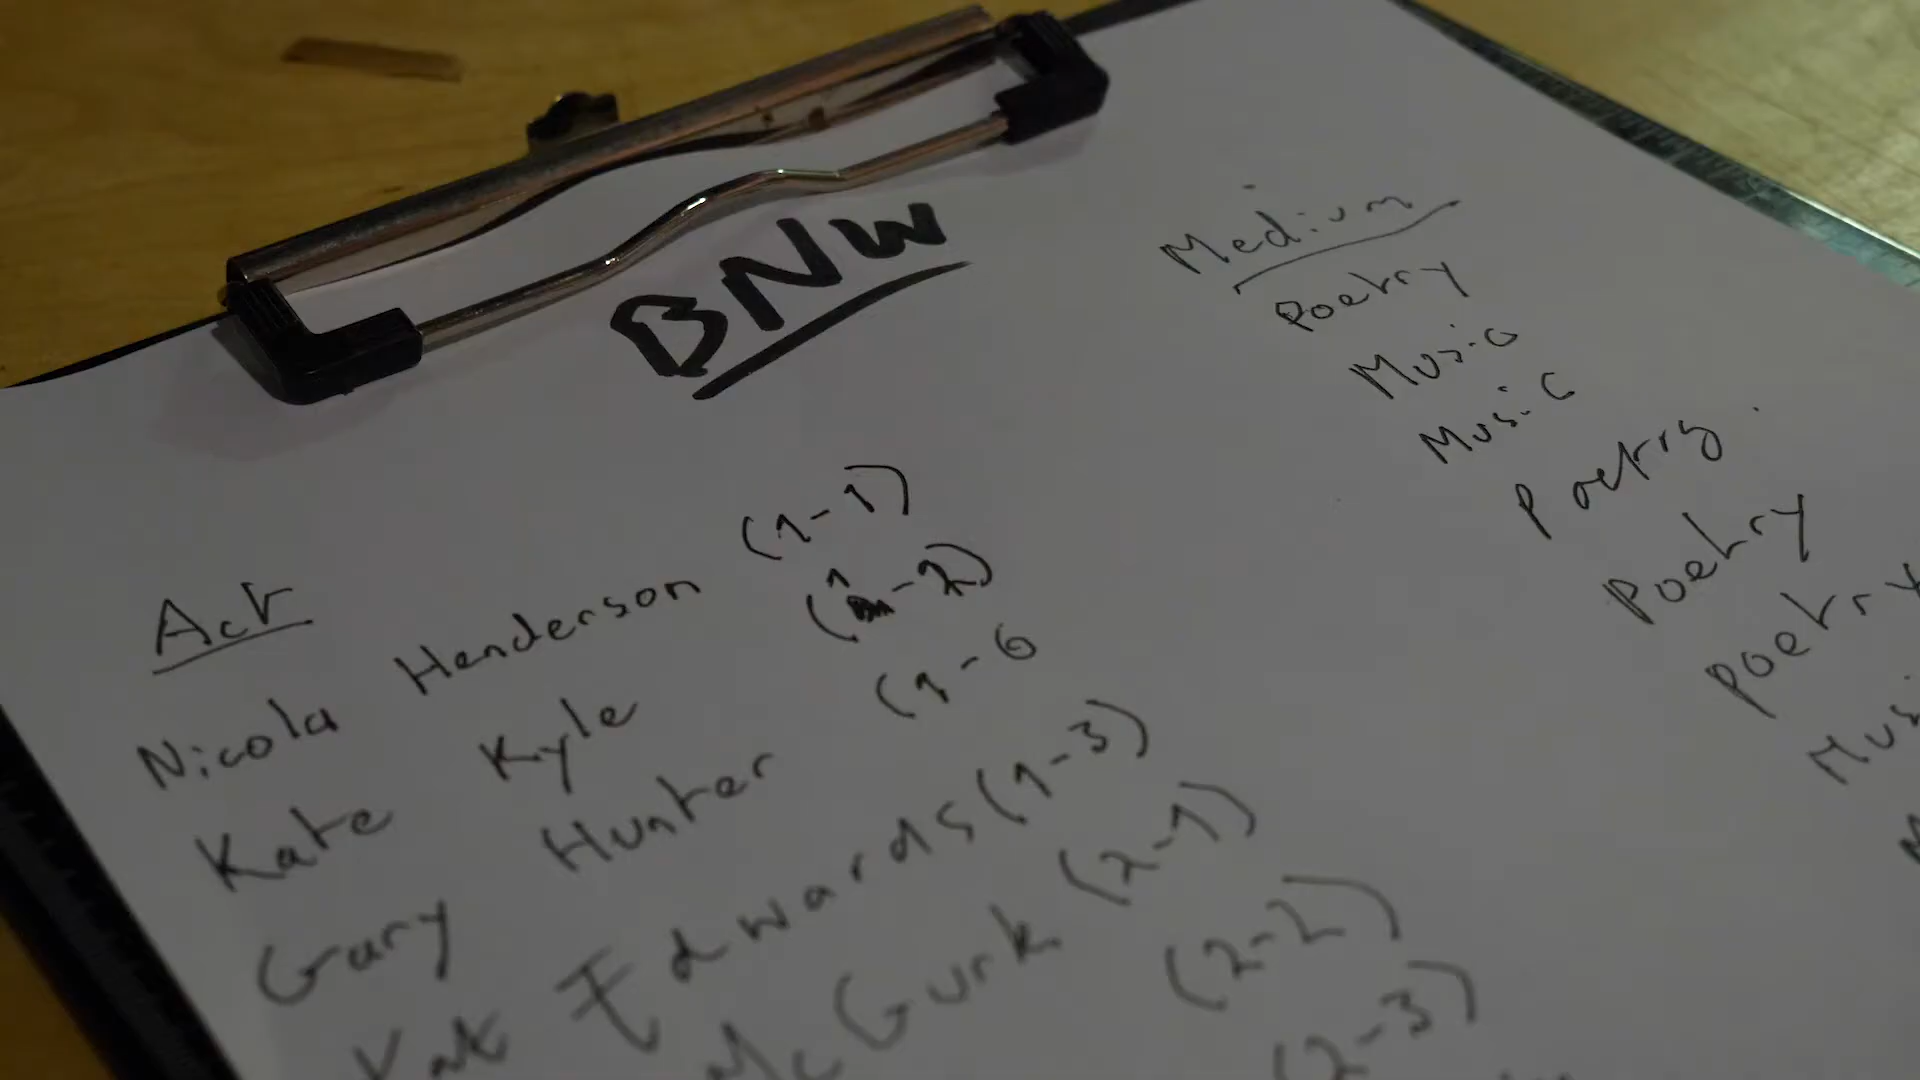 BNW
Act Medium
Nicola Henderson (1-1) Poetry
Kate Kyle (1-2) Music
Gary Hunter (1-6 Music
Edwards (1-3) Poetry.
McGurk (2-1) Poetry
(2-2) Poetry
(2-3)